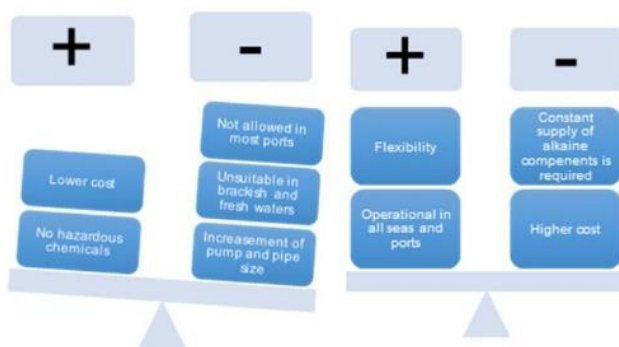 +
-
+
-
Not allowed in
most ports
Unsuitable in
brackish and
fresh waters
Increasement of
pump and pipe
size
Lower cost
No hazardous
chemicals
Flexibility
Operational in
all seas and
ports
Constant
supply of
alkaine
compenents is
required
Higher cost